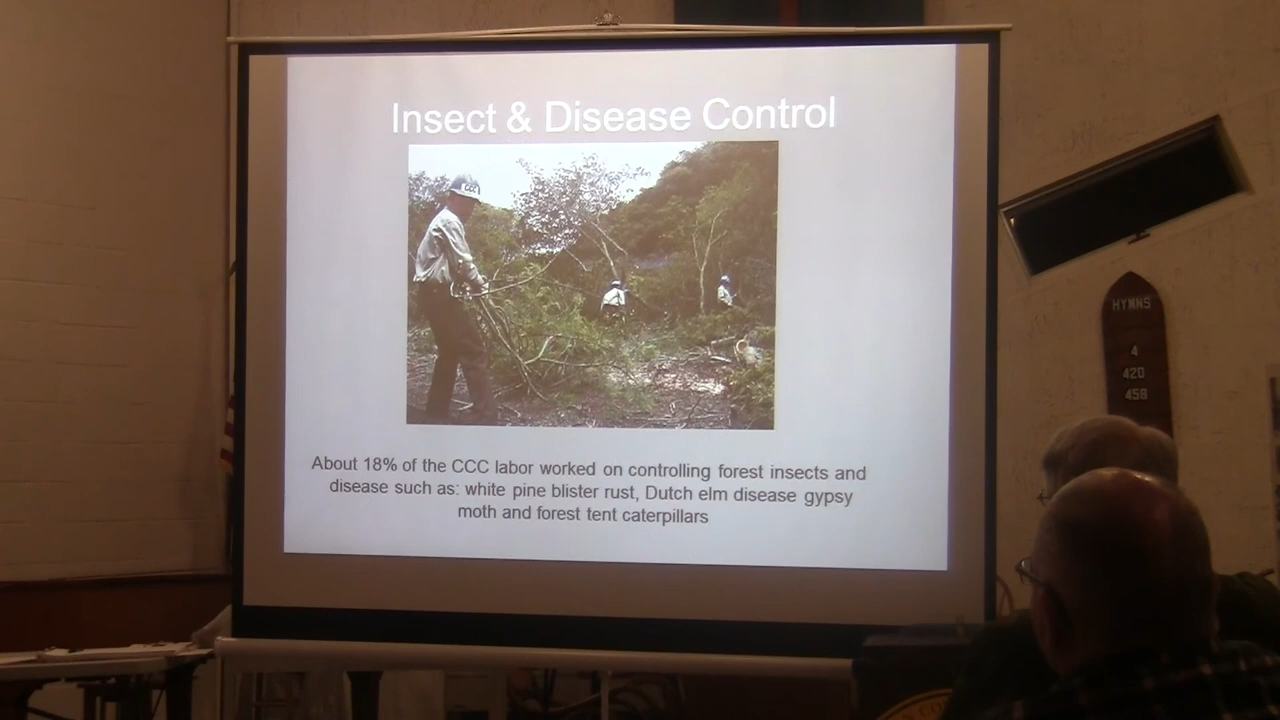 Insect & Disease Control
CCC
About 18% of the CCC labor worked on controlling forest insects and
disease such as: white pine blister rust, Dutch elm disease gypsy
moth and forest tent caterpillars
HYMNS
4
420
458